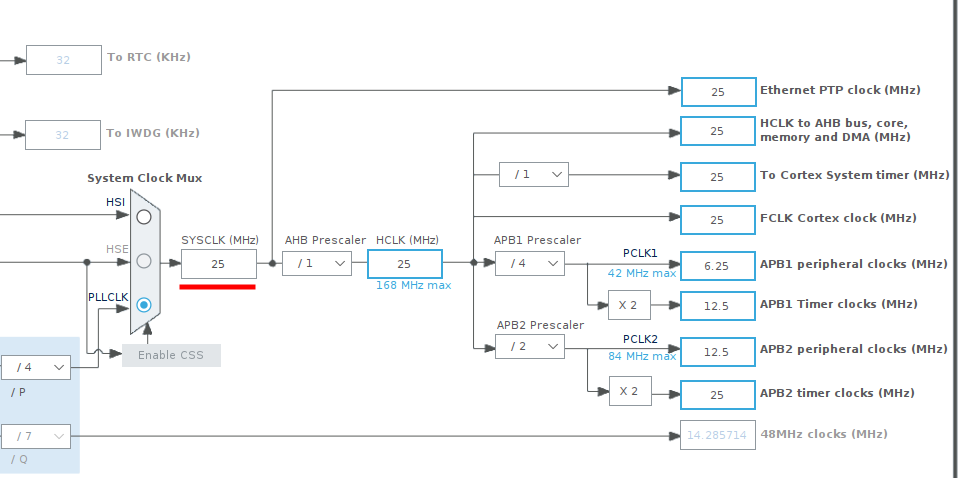 32 To RTC (KHz)
25 Ethernet PTP clock (MHz)
25 HCLK to AHB bus, core,
memory and DMA (MHz)
32 To IWDG (KHz)
/ 1 25 To Cortex System timer (MHz)
System Clock Mux
HSI
25 FCLK Cortex clock (MHz)
SYSCLK (MHz) AHB Prescaler HCLK (MHz) APB1 Prescaler
HSE
25 / 1 25 / 4 PCLK1 6.25 APB1 peripheral clocks (MHz)
168 MHz max 42 MHz max
PLLCLK
X 2 12.5 APB1 Timer clocks (MHz)
APB2 Prescaler
/ 2 PCLK2 12.5 APB2 peripheral clocks (MHz)
84 MHz max
Enable CSS
/ 4
/ P
X 2 25 APB2 timer clocks (MHz)
/ 7 14.285714 48MHz clocks (MHz)
/ Q